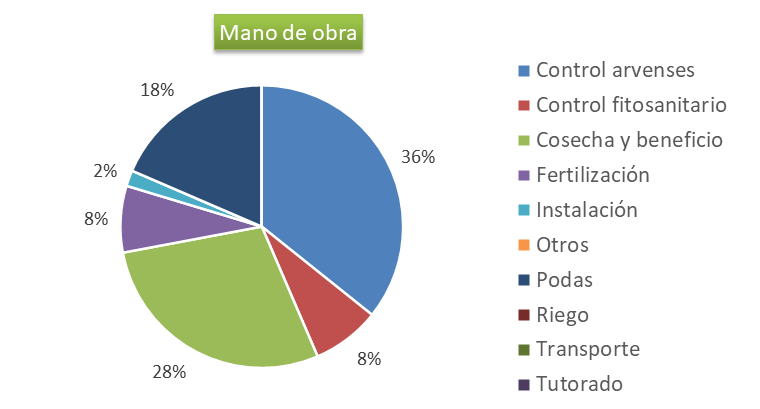 Mano de obra
18%
36%
2%
8%
28%
8%
Control arvenses
Control fitosanitario
Cosecha y beneficio
Fertilización
Instalación
Otros
Podas
Riego
Transporte
Tutorado